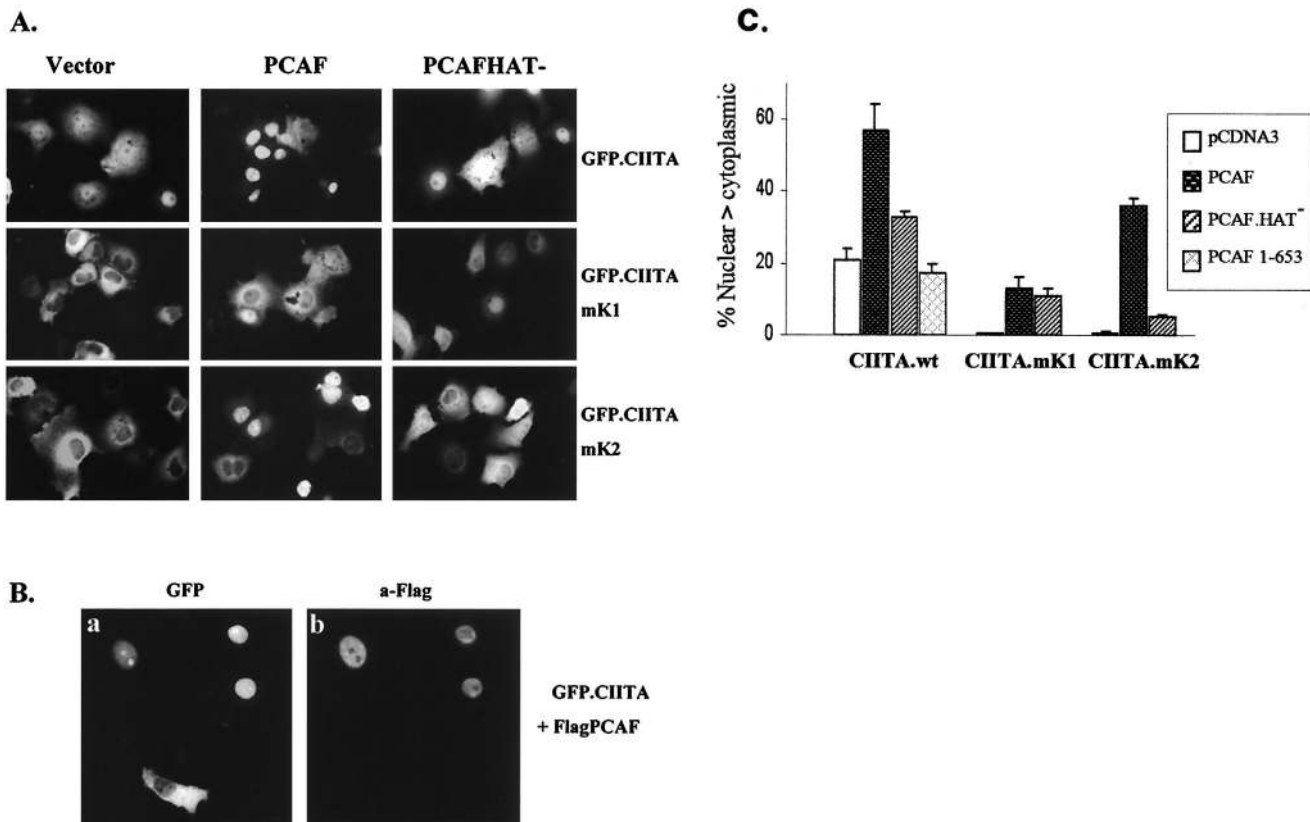 A.
Vector PCAF PCAFHAT-
GFP.CIITA
GFP.CIITA
mK1
GFP.CIITA
mK2
B.
GFP a-Flag
a b
GFP.CIITA
+ FlagPCAF
C.
% Nuclear > cytoplasmic
60
40
20
0
CIITA.wt CIITA.mK1 CIITA.mK2
pCDNA3
PCAF
PCAF.HAT-
PCAF 1-653